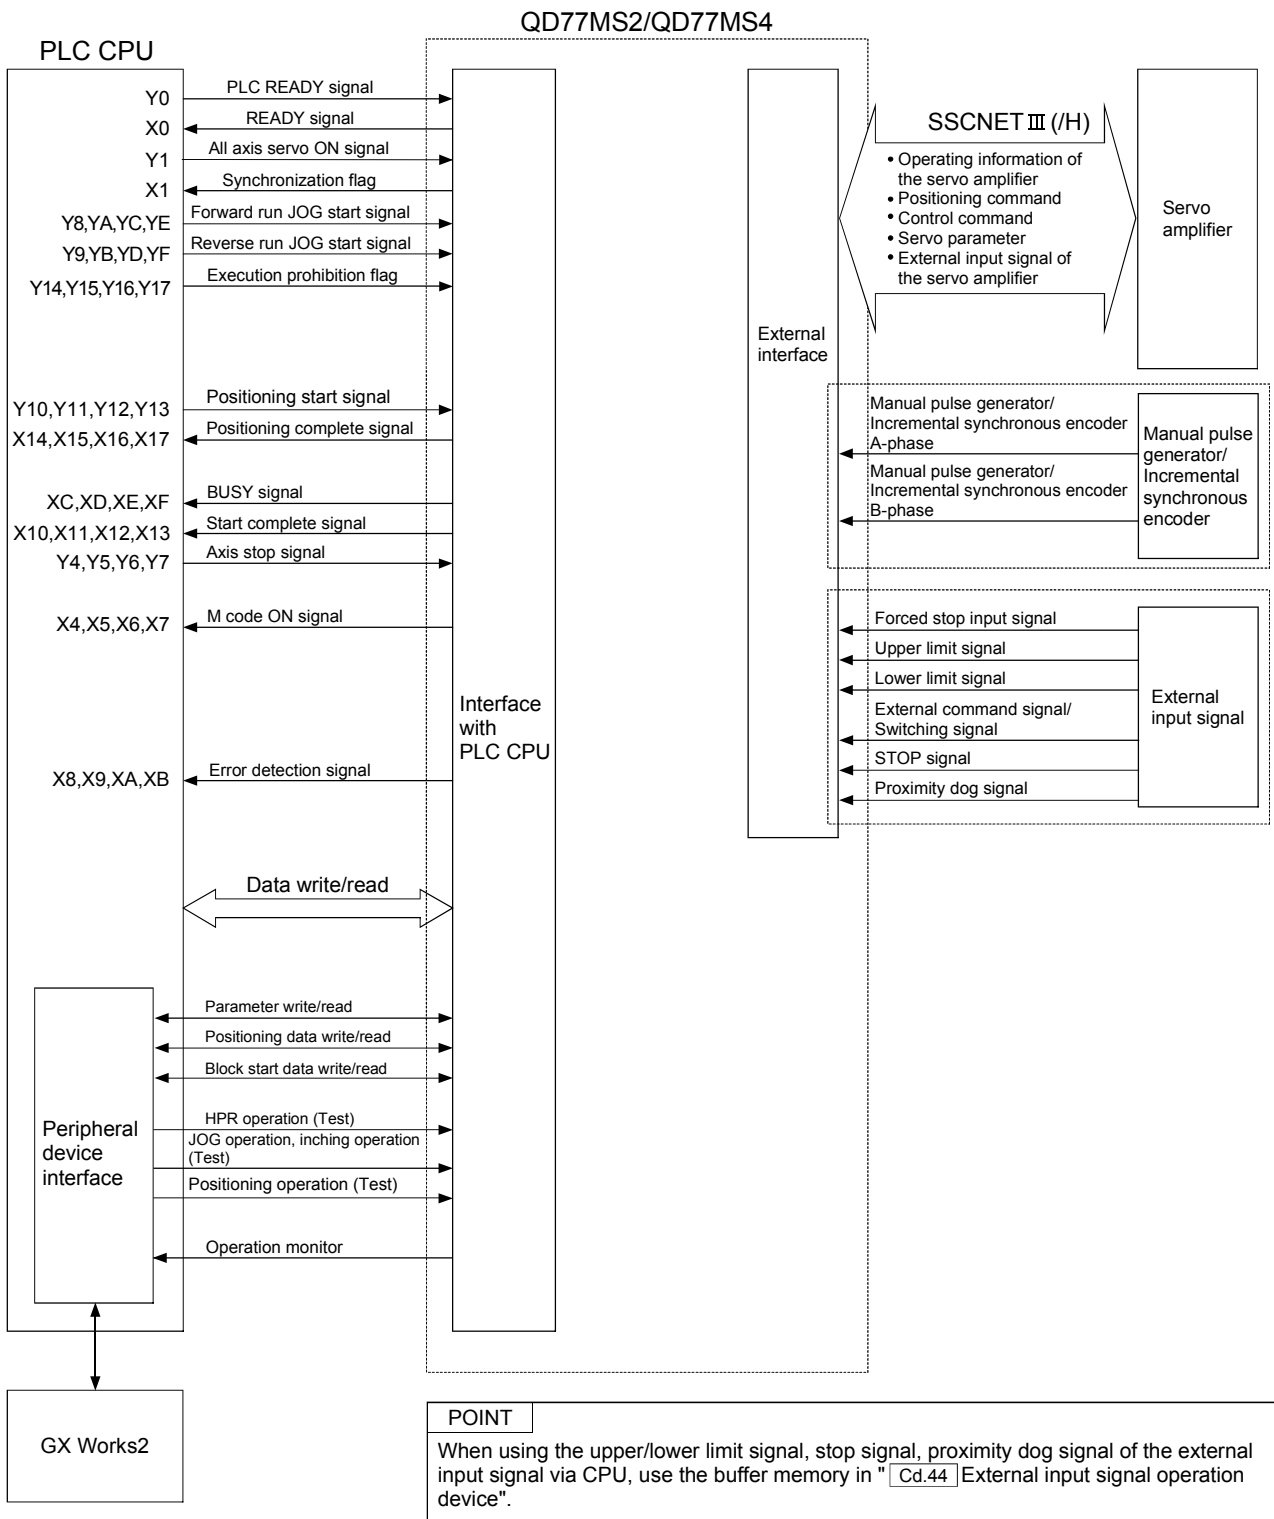 QD77MS2/QD77MS4
PLC CPU
Y0
PLC READY signal
X0
READY signal
Y1
All axis servo ON signal
X1
Synchronization flag
Y8,YA,YC,YE
Forward run JOG start signal
Y9,YB,YD,YF
Reverse run JOG start signal
Y14,Y15,Y16,Y17
Execution prohibition flag
Y10,Y11,Y12,Y13
Positioning start signal
X14,X15,X16,X17
Positioning complete signal
XC,XD,XE,XF
BUSY signal
X10,X11,X12,X13
Start complete signal
Y4,Y5,Y6,Y7
Axis stop signal
X4,X5,X6,X7
M code ON signal
X8,X9,XA,XB
Error detection signal
Data write/read
Interface
with
PLC CPU
Peripheral
device
interface
Parameter write/read
Positioning data write/read
Block start data write/read
HPR operation (Test)
JOG operation, inching operation
(Test)
Positioning operation (Test)
Operation monitor
GX Works2
External
interface
SSCNETⅢ(/H)
• Operating information of
the servo amplifier
• Positioning command
• Control command
• Servo parameter
• External input signal of
the servo amplifier
Servo
amplifier
Manual pulse generator/
Incremental synchronous encoder
A-phase
Manual pulse generator/
Incremental synchronous encoder
B-phase
Manual pulse
generator/
Incremental
synchronous
encoder
Forced stop input signal
Upper limit signal
Lower limit signal
External command signal/
Switching signal
STOP signal
Proximity dog signal
External
input signal
POINT
When using the upper/lower limit signal, stop signal, proximity dog signal of the external
input signal via CPU, use the buffer memory in " Cd.44 External input signal operation
device".